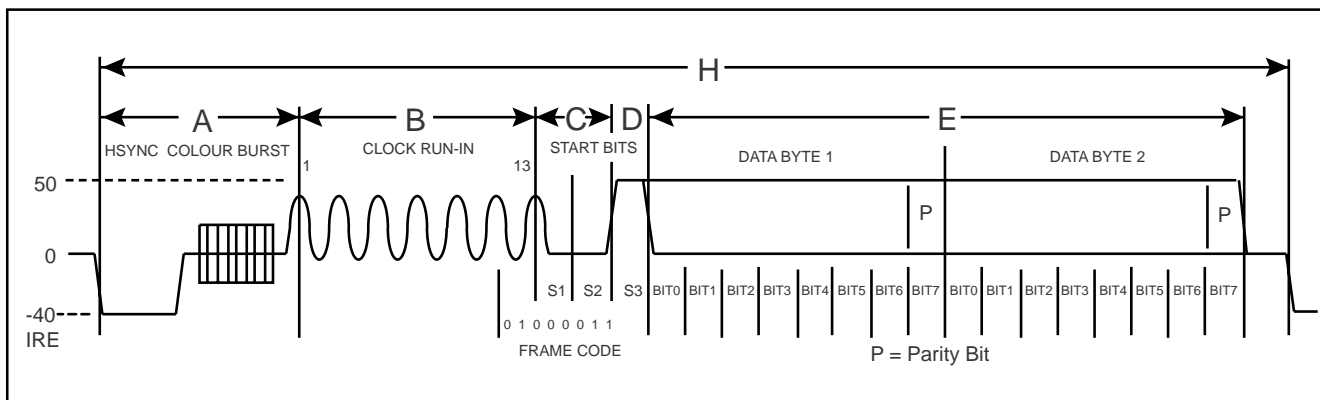 H
A B C D E
HSYNC COLOUR BURST CLOCK RUN-IN START BITS DATA BYTE 1 DATA BYTE 2
1 13
50
P P
0
S1 S2 S3 BIT0 BIT1 BIT2 BIT3 BIT4 BIT5 BIT6 BIT7 BIT0 BIT1 BIT2 BIT3 BIT4 BIT5 BIT6 BIT7
-40
IRE
0 1 0 0 0 0 1 1
FRAME CODE
P = Parity Bit